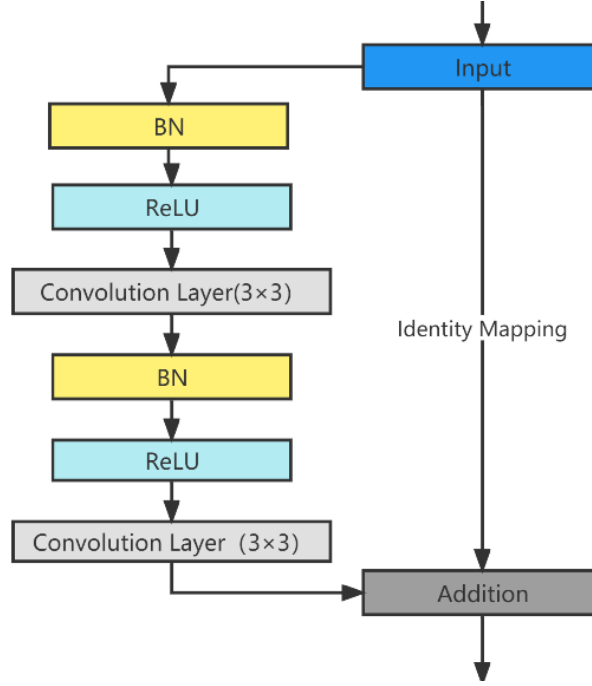 Input
BN
ReLU
Convolution Layer(3×3)
BN
ReLU
Convolution Layer（3×3）
Identity Mapping
Addition